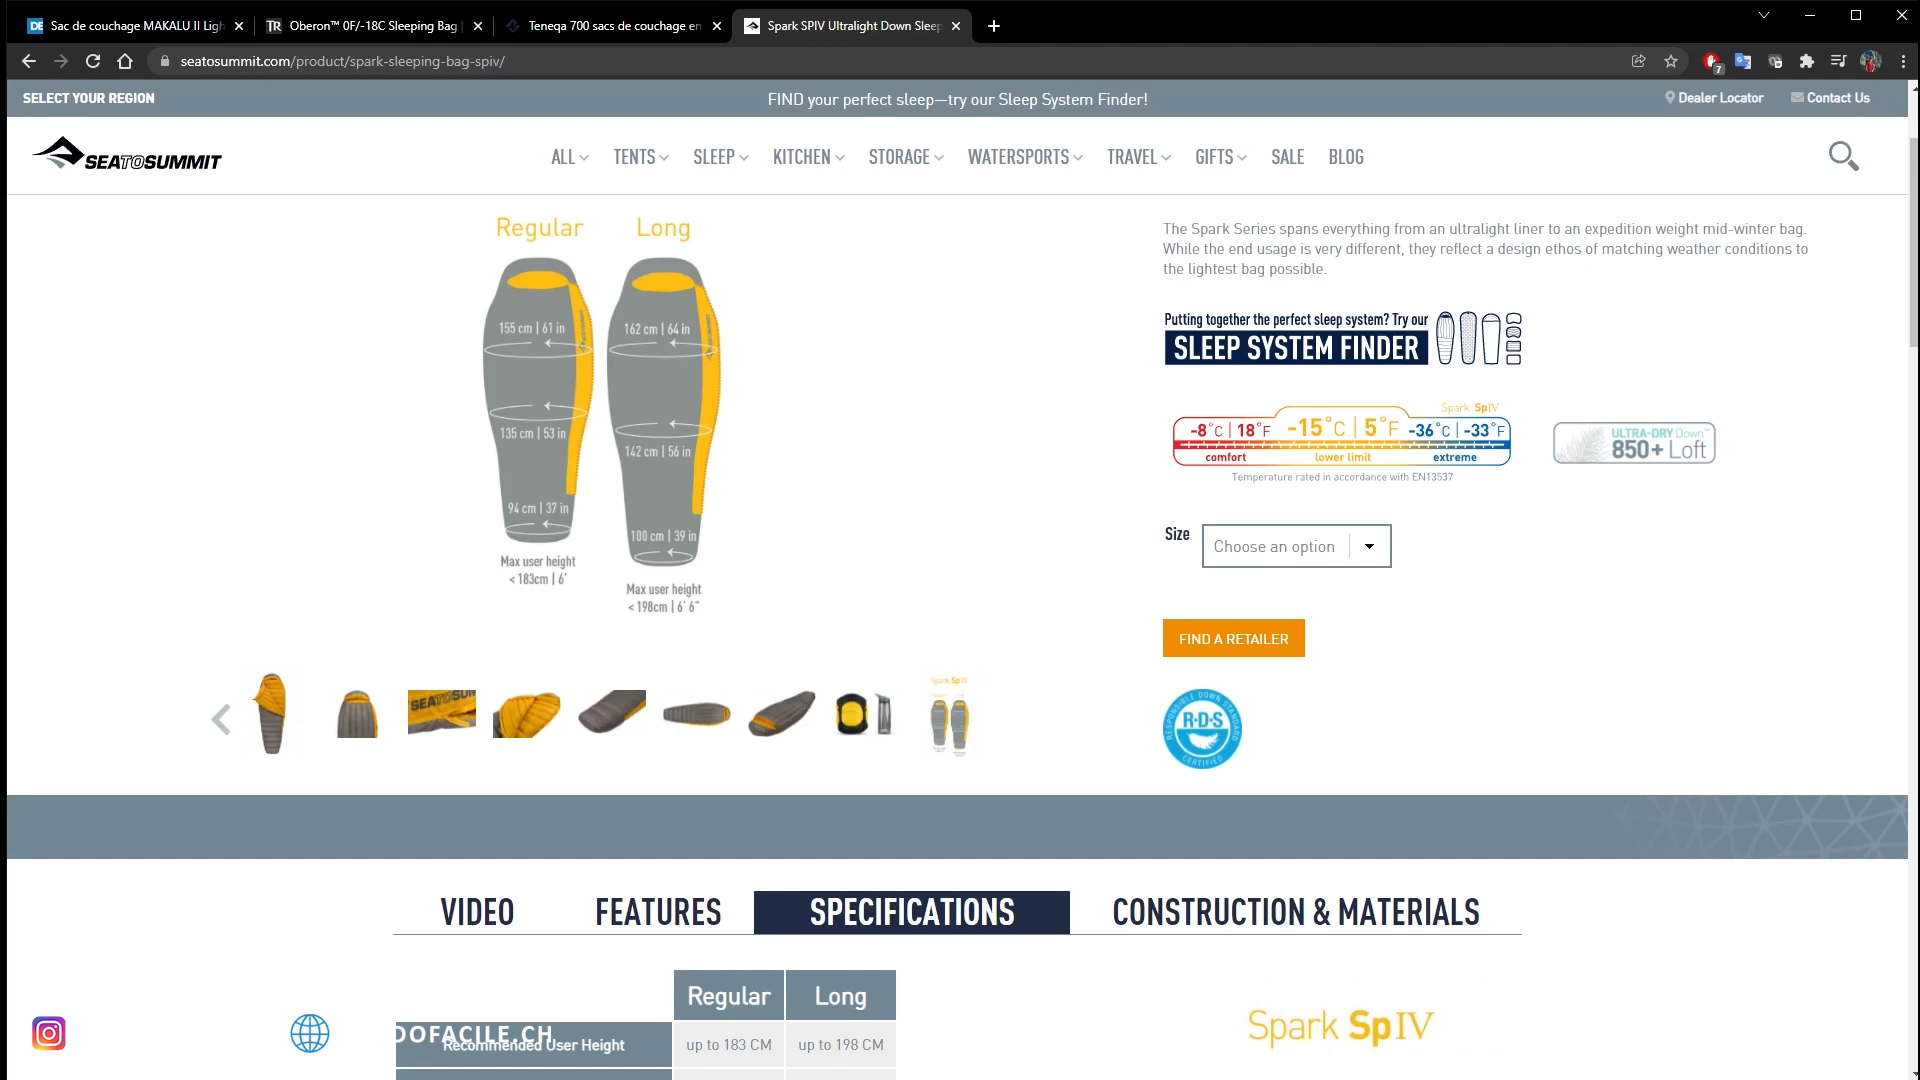 Sac de couchage MAKALU II Ligh
Oberon™ 0F/-18C Sleeping Bag |
Teneqa 700 sacs de couchage en
Spark SPIV Ultralight Down Sleep
seatosummit.com/product/spark-sleeping-bag-spiv/
7
SELECT YOUR REGION
FIND your perfect sleep—try our Sleep System Finder!
Dealer Locator
Contact Us
SEATOSUMMIT
ALL TENTS SLEEP KITCHEN STORAGE WATERSPORTS TRAVEL GIFTS SALE BLOG
Regular Long
155 cm | 61 in
162 cm | 64 in
135 cm | 53 in
142 cm | 56 in
94 cm | 37 in
100 cm | 39 in
Max user height
< 183cm | 6'
Max user height
< 198cm | 6' 6"
The Spark Series spans everything from an ultralight liner to an expedition weight mid-winter bag.
While the end usage is very different, they reflect a design ethos of matching weather conditions to
the lightest bag possible.
Putting together the perfect sleep system? Try our
SLEEP SYSTEM FINDER
Spark SpIV
-8°C | 18°F -15°C | 5°F -36°C | -33°F
comfort lower limit extreme
Temperature rated in accordance with EN13537
ULTRA-DRY Down™
850+ Loft
Size
Choose an option
FIND A RETAILER
RESPONSIBLE DOWN STANDARD
R·D·S
CERTIFIED
SEATOSUM
Spark SpIV
VIDEO FEATURES SPECIFICATIONS CONSTRUCTION & MATERIALS
Regular Long
Recommended User Height up to 183 CM up to 198 CM
OOFACILE.CH
Spark SpIV